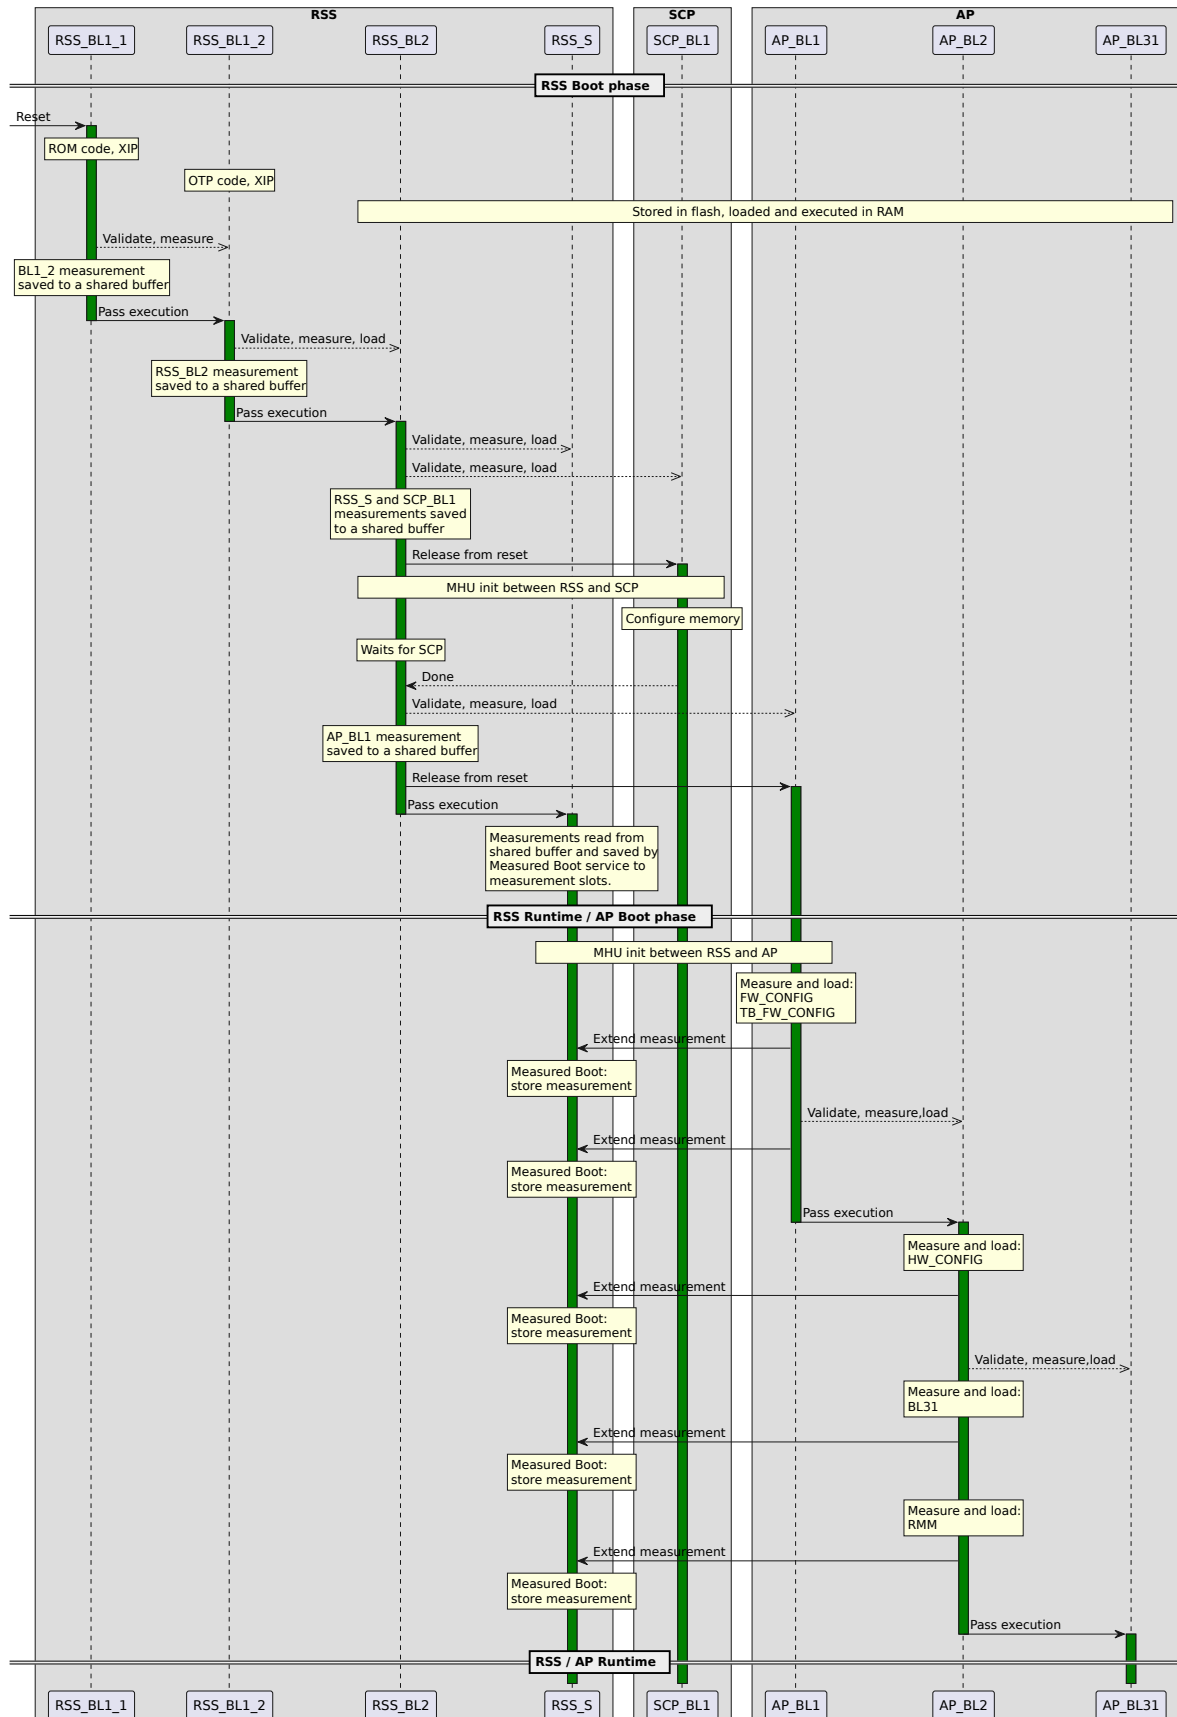 RSS
SCP
AP
RSS_BL1_1
RSS_BL1_2
RSS_BL2
RSS_S
SCP_BL1
AP_BL1
AP_BL2
AP_BL31
RSS Boot phase
Reset
ROM code, XIP
OTP code, XIP
Stored in flash, loaded and executed in RAM
Validate, measure
BL1_2 measurement
saved to a shared buffer
Pass execution
Validate, measure, load
RSS_BL2 measurement
saved to a shared buffer
Pass execution
Validate, measure, load
Validate, measure, load
RSS_S and SCP_BL1
measurements saved
to a shared buffer
Release from reset
MHU init between RSS and SCP
Configure memory
Waits for SCP
Done
Validate, measure, load
AP_BL1 measurement
saved to a shared buffer
Release from reset
Pass execution
Measurements read from
shared buffer and saved by
Measured Boot service to
measurement slots.
RSS Runtime / AP Boot phase
MHU init between RSS and AP
Measure and load:
FW_CONFIG
TB_FW_CONFIG
Extend measurement
Measured Boot:
store measurement
Validate, measure,load
Extend measurement
Measured Boot:
store measurement
Pass execution
Measure and load:
HW_CONFIG
Extend measurement
Measured Boot:
store measurement
Validate, measure,load
Measure and load:
BL31
Extend measurement
Measured Boot:
store measurement
Measure and load:
RMM
Extend measurement
Measured Boot:
store measurement
Pass execution
RSS / AP Runtime
RSS_BL1_1
RSS_BL1_2
RSS_BL2
RSS_S
SCP_BL1
AP_BL1
AP_BL2
AP_BL31